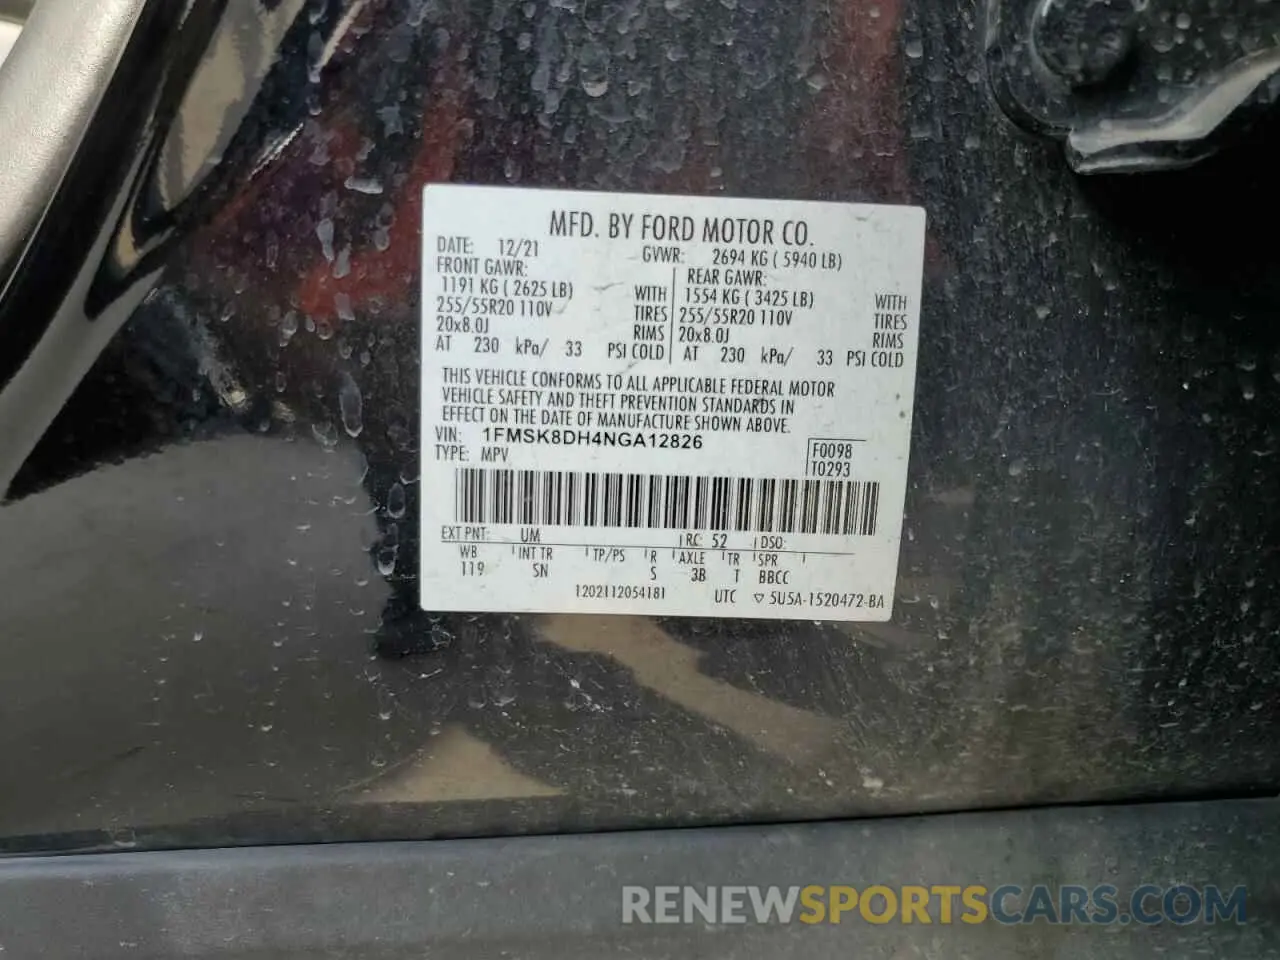 MFD. BY FORD MOTOR CO.
DATE: 12/21 GVWR: 2694 KG ( 5940 LB)
FRONT GAWR: REAR GAWR:
1191 KG ( 2625 LB) WITH 1554 KG ( 3425 LB) WITH
255/55R20 110V TIRES 255/55R20 110V TIRES
20x8.0J RIMS 20x8.0J RIMS
AT 230 kPa/ 33 PSI COLD AT 230 kPa/ 33 PSI COLD
THIS VEHICLE CONFORMS TO ALL APPLICABLE FEDERAL MOTOR
VEHICLE SAFETY AND THEFT PREVENTION STANDARDS IN
EFFECT ON THE DATE OF MANUFACTURE SHOWN ABOVE.
VIN: 1FMSK8DH4NGA12826 F0098
TYPE: MPV T0293
EXT PNT: UM RC: 52 DSO:
WB INT TR TP/PS R AXLE TR SPR
119 SN S 3B T BBCC
1202112054181 UTC ▽ 5U5A-1520472-BA
RENEWSPORTSCARS.COM